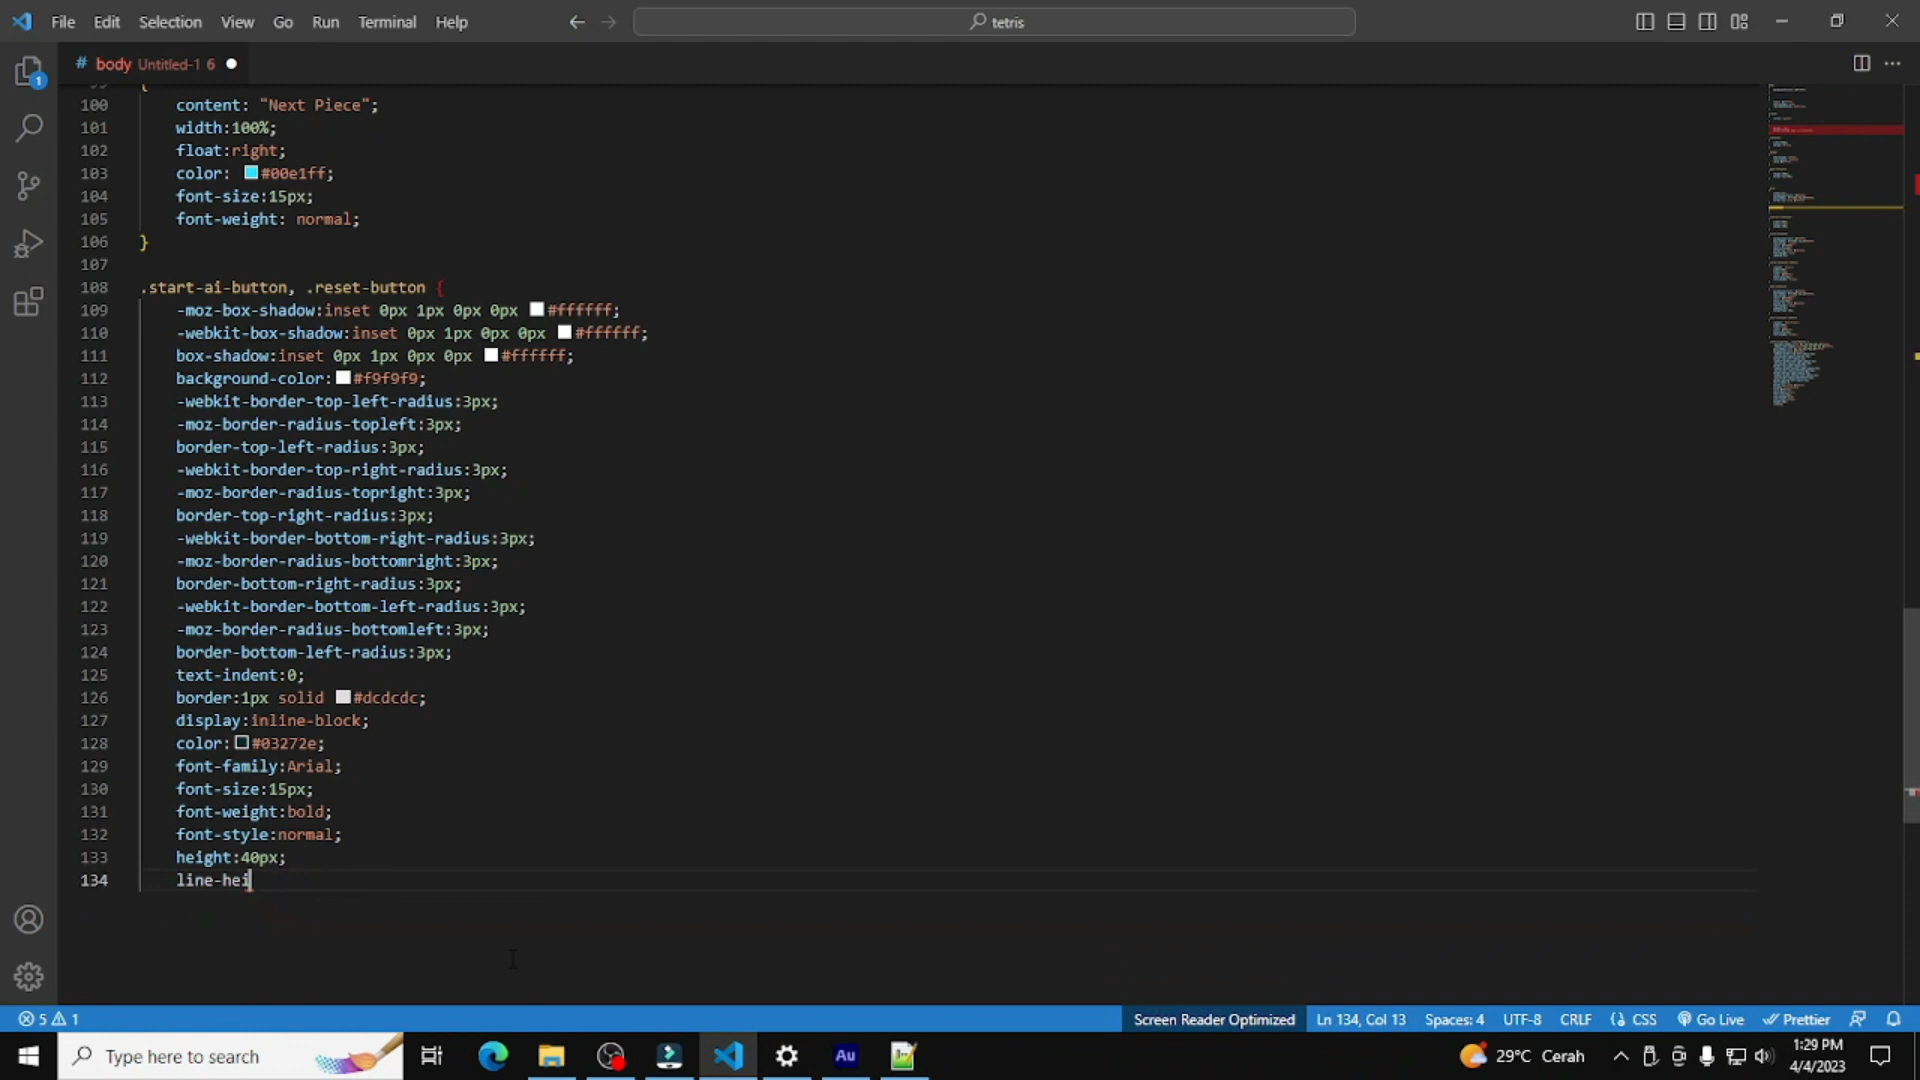 File Edit Selection View Go Run Terminal Help
tetris
# body Untitled-1 6
1
100 content: "Next Piece";
101 width:100%;
102 float:right;
103 color: #00e1ff;
104 font-size:15px;
105 font-weight: normal;
106 }
107
108 .start-ai-button, .reset-button {
109 -moz-box-shadow:inset 0px 1px 0px 0px #ffffff;
110 -webkit-box-shadow:inset 0px 1px 0px 0px #ffffff;
111 box-shadow:inset 0px 1px 0px 0px #ffffff;
112 background-color:#f9f9f9;
113 -webkit-border-top-left-radius:3px;
114 -moz-border-radius-topleft:3px;
115 border-top-left-radius:3px;
116 -webkit-border-top-right-radius:3px;
117 -moz-border-radius-topright:3px;
118 border-top-right-radius:3px;
119 -webkit-border-bottom-right-radius:3px;
120 -moz-border-radius-bottomright:3px;
121 border-bottom-right-radius:3px;
122 -webkit-border-bottom-left-radius:3px;
123 -moz-border-radius-bottomleft:3px;
124 border-bottom-left-radius:3px;
125 text-indent:0;
126 border:1px solid #dcdcdc;
127 display:inline-block;
128 color:#03272e;
129 font-family:Arial;
130 font-size:15px;
131 font-weight:bold;
132 font-style:normal;
133 height:40px;
134 line-hei
5 1 Screen Reader Optimized Ln 134, Col 13 Spaces: 4 UTF-8 CRLF CSS Go Live Prettier
Type here to search Au 29°C Cerah 1:29 PM
4/4/2023